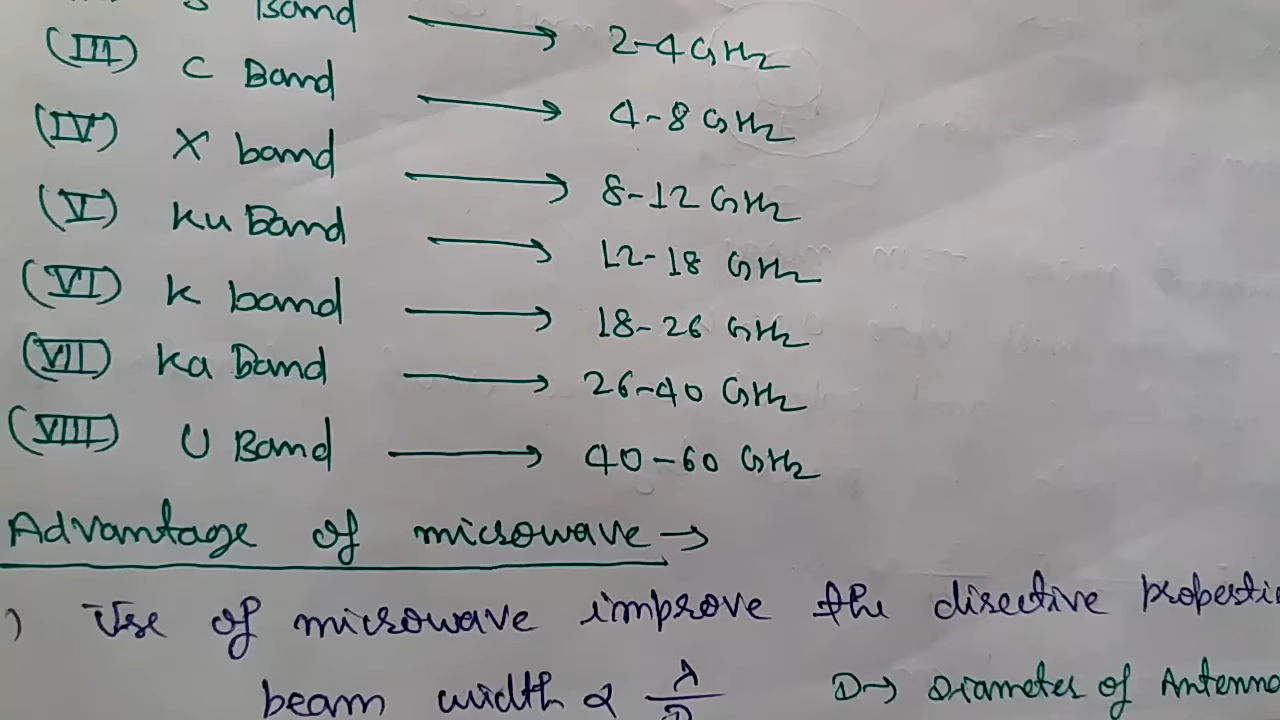 S Band → 2-4 GHz
(III) C Band → 4-8 GHz
(IV) X band → 8-12 GHz
(V) Ku Band → 12-18 GHz
(VI) K band → 18-26 GHz
(VII) Ka Band → 26-40 GHz
(VIII) U Band → 40-60 GHz
Advantage of microwave →
) Use of microwave improve the directive properti
beam width ∝ λ/D D→ Diameter of Antenna